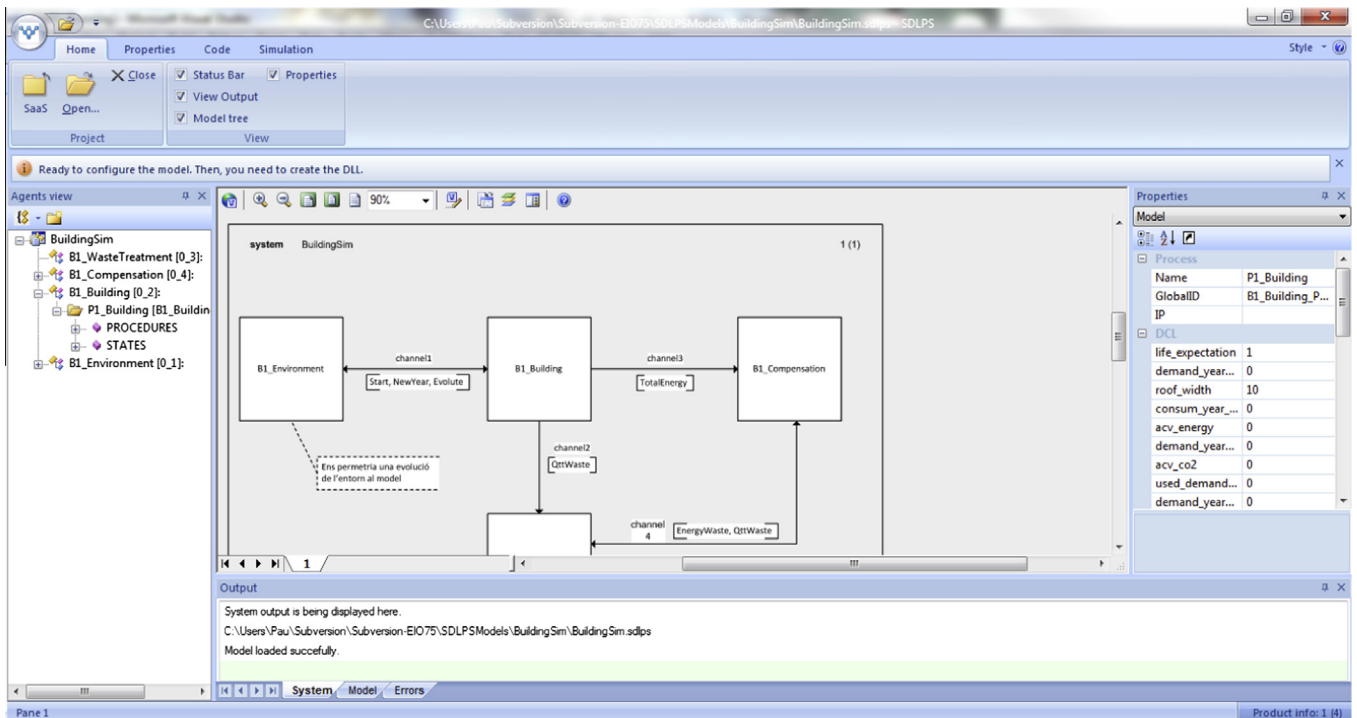 C:\Users\Pau\Subversion\Subversion-EIO75\SDLPSModels\BuildingSim\BuildingSim.sdlps - SDLPS
Home Properties Code Simulation Style
SaaS Open... Close
Status Bar Properties
View Output
Model tree
Project View
Ready to configure the model. Then, you need to create the DLL.
Agents view
BuildingSim
B1_WasteTreatment [0_3]:
B1_Compensation [0_4]:
B1_Building [0_2]:
P1_Building [B1_Buildin
PROCEDURES
STATES
B1_Environment [0_1]:
90%
system BuildingSim 1 (1)
B1_Environment
channel1
Start, NewYear, Evolute
B1_Building
channel3
TotalEnergy
B1_Compensation
channel2
QttWaste
Ens permetria una evolució
de l'entorn al model
channel
4
EnergyWaste, QttWaste
1
Properties
Model
Process
Name P1_Building
GlobalID B1_Building_P...
IP
DCL
life_expectation 1
demand_year... 0
roof_width 10
consum_year_... 0
acv_energy 0
demand_year... 0
acv_co2 0
used_demand... 0
demand_year... 0
Output
System output is being displayed here.
C:\Users\Pau\Subversion\Subversion-EIO75\SDLPSModels\BuildingSim\BuildingSim.sdlps
Model loaded succefully.
System Model Errors
Pane 1 Product info: 1 (4)